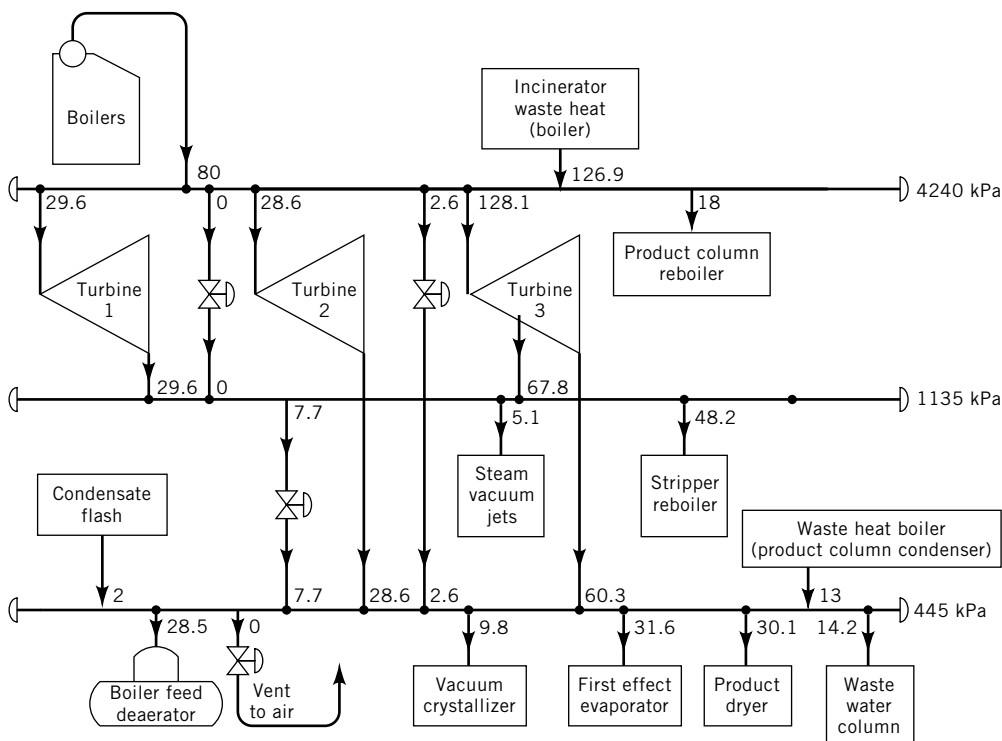 Boilers
Incinerator
waste heat
(boiler)
80
126.9
29.6
0
28.6
2.6
128.1
18
4240 kPa
Product column
reboiler
Turbine
1
Turbine
2
Turbine
3
29.6
0
67.8
1135 kPa
7.7
5.1
48.2
Condensate
flash
Steam
vacuum
jets
Stripper
reboiler
Waste heat boiler
(product column condenser)
2
7.7
28.6
2.6
60.3
13
445 kPa
28.5
0
9.8
31.6
30.1
14.2
Boiler feed
deaerator
Vent
to air
Vacuum
crystallizer
First effect
evaporator
Product
dryer
Waste
water
column